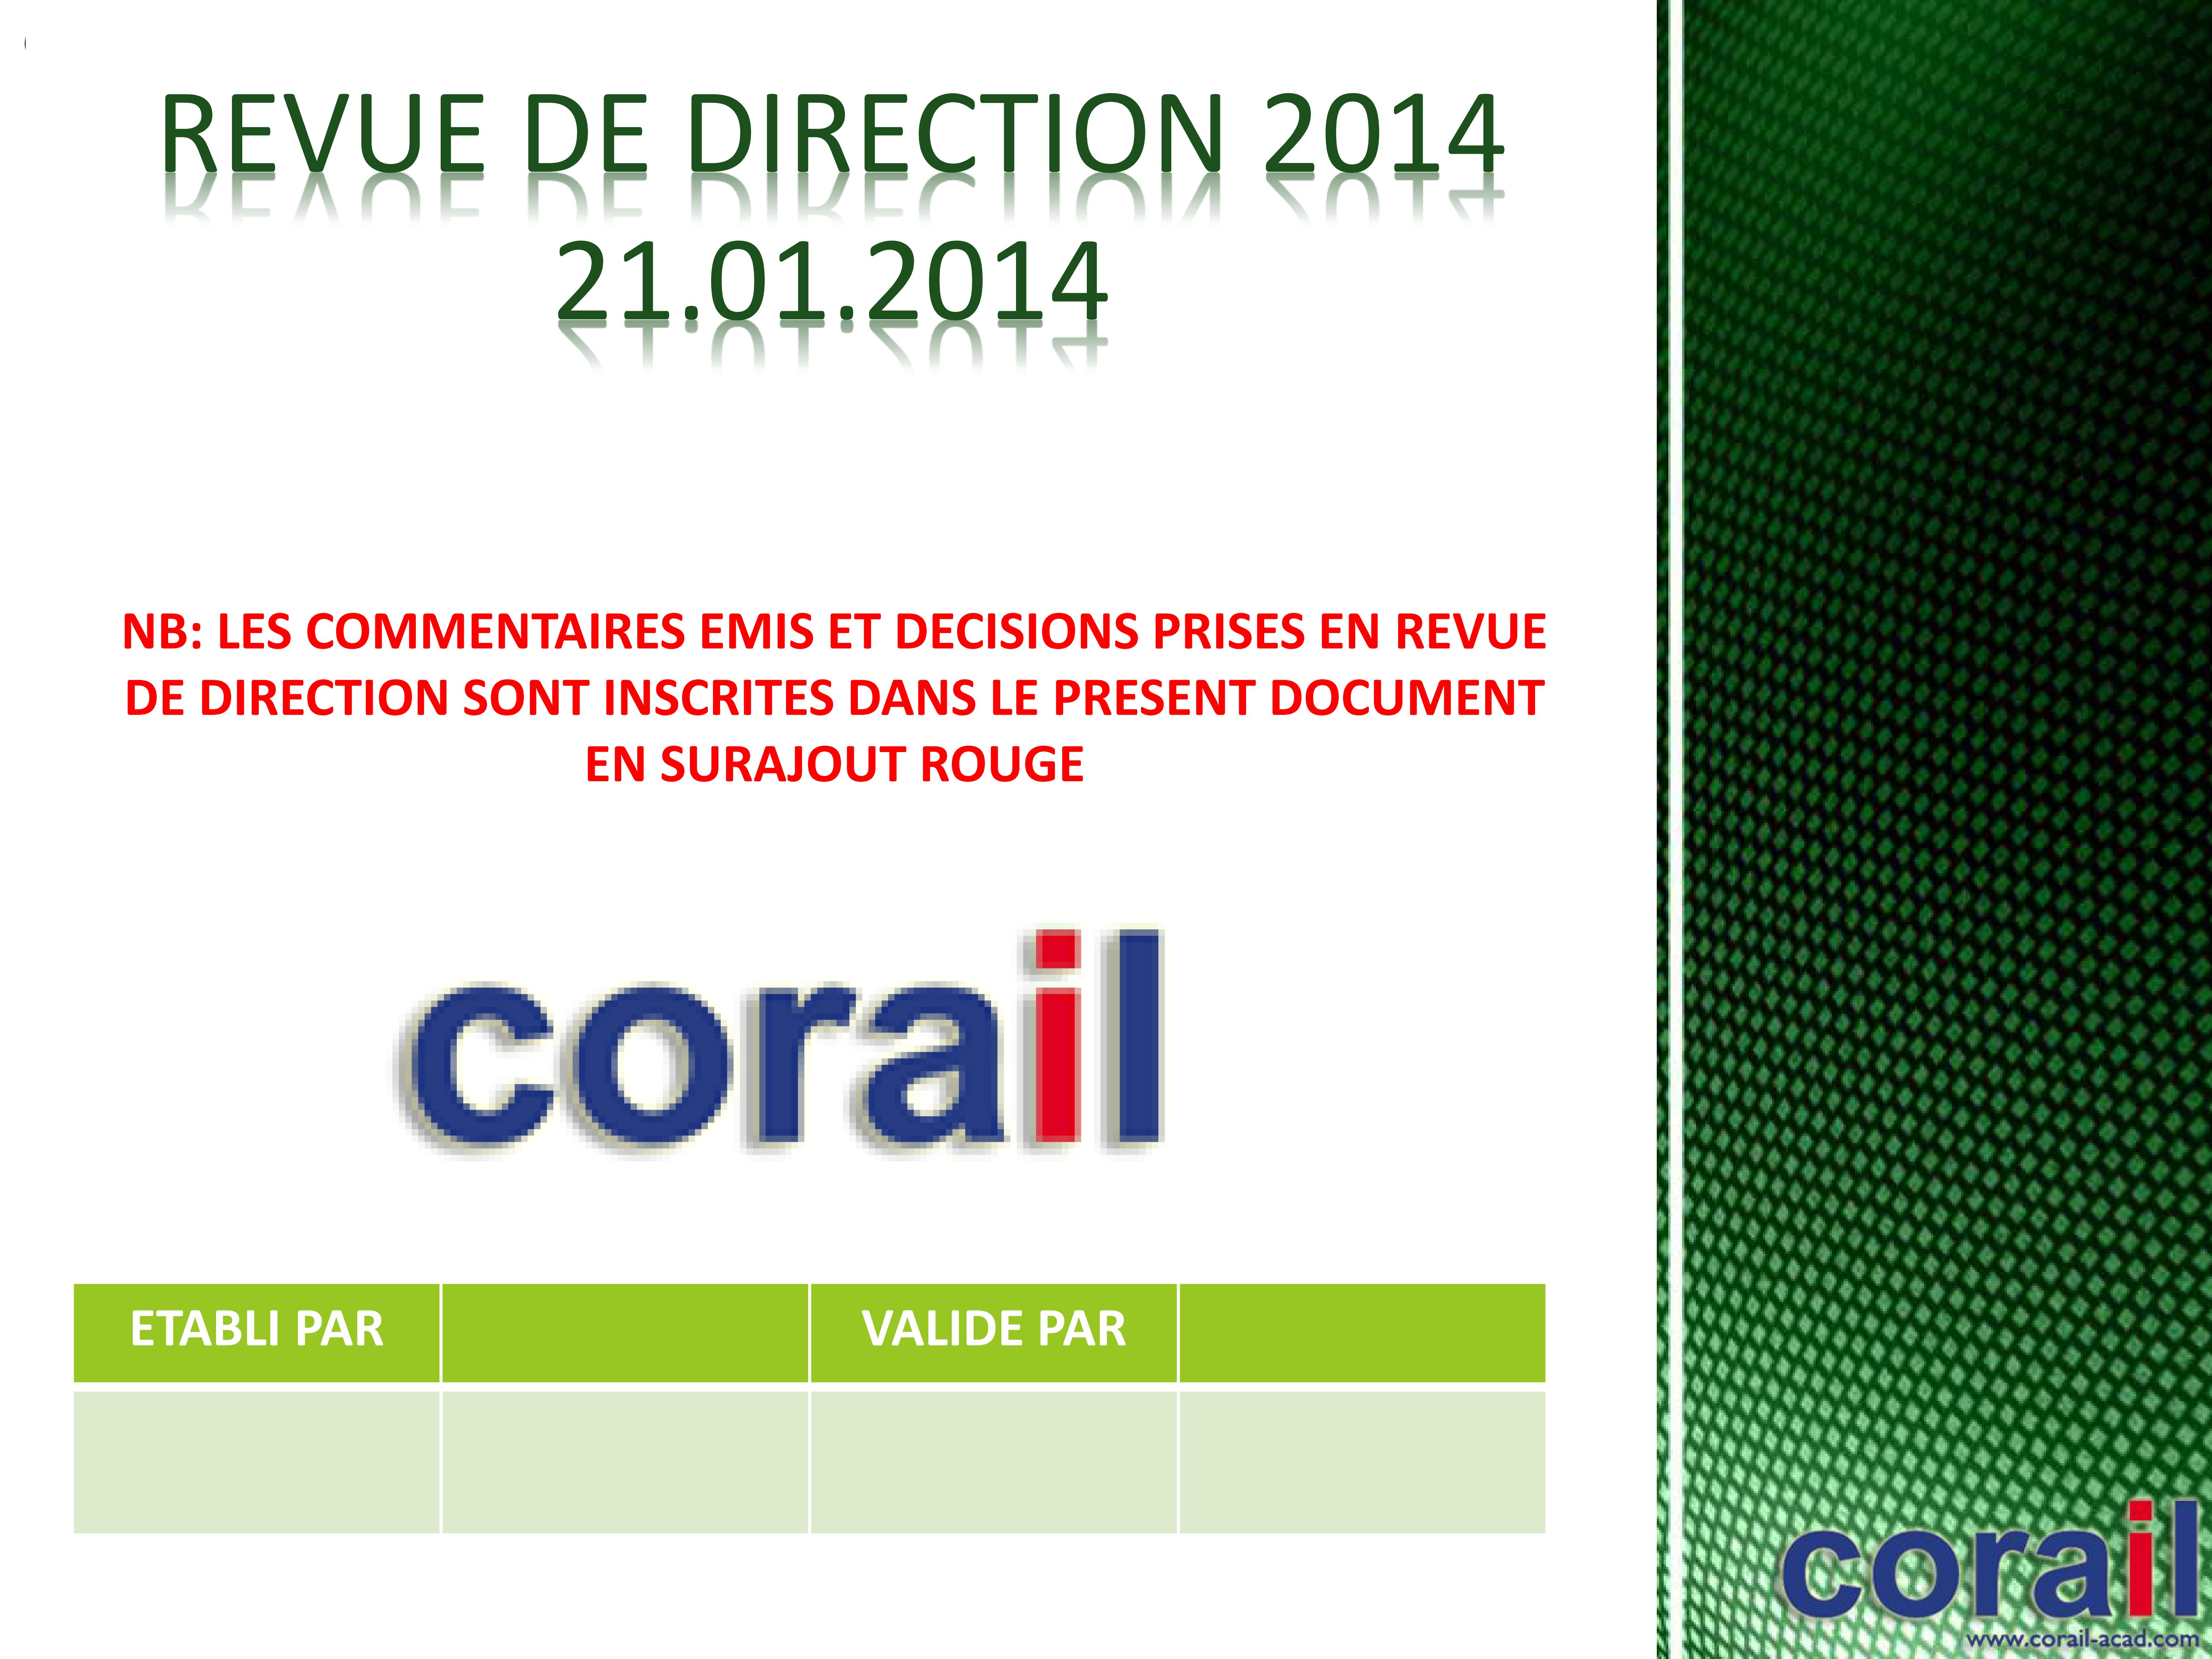 REVUE DE DIRECTION 2014
21.01.2014
NB: LES COMMENTAIRES EMIS ET DECISIONS PRISES EN REVUE
DE DIRECTION SONT INSCRITES DANS LE PRESENT DOCUMENT
EN SURAJOUT ROUGE
corail
ETABLI PAR VALIDE PAR
corail
www.corail-acad.com